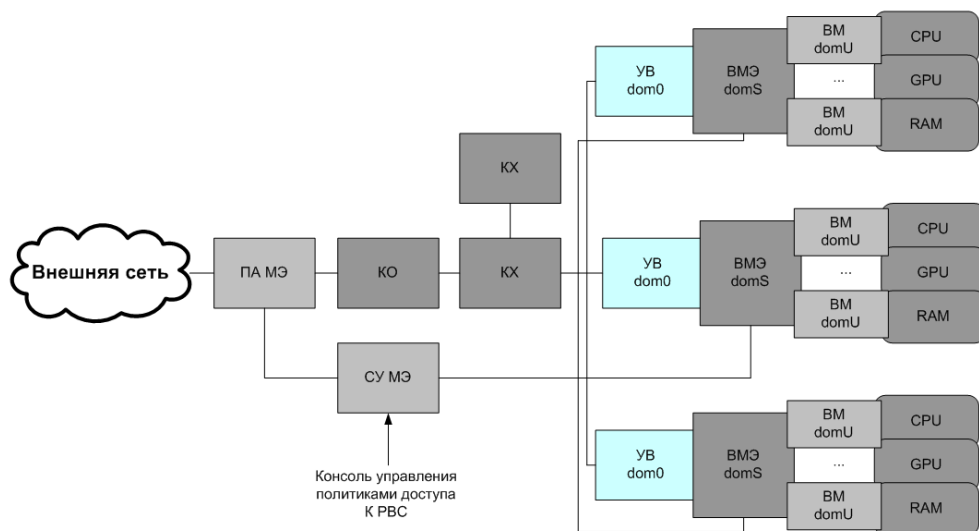 ВМ
domU
CPU
УВ
dom0
ВМЭ
domS
...
GPU
ВМ
domU
RAM
КХ
Внешняя сеть
ПА МЭ
КО
КХ
УВ
dom0
ВМЭ
domS
ВМ
domU
CPU
...
GPU
ВМ
domU
RAM
СУ МЭ
Консоль управления
политиками доступа
К РВС
УВ
dom0
ВМЭ
domS
ВМ
domU
CPU
...
GPU
ВМ
domU
RAM